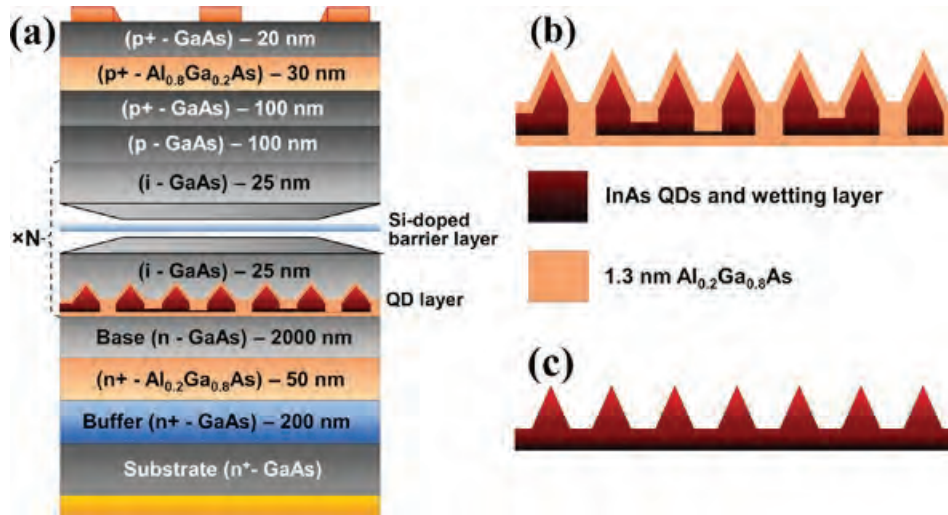 (a)
(p+ - GaAs) – 20 nm
(p+ - Al0.8Ga0.2As) – 30 nm
(p+ - GaAs) – 100 nm
(p - GaAs) – 100 nm
(i - GaAs) – 25 nm
×N
Si-doped
barrier layer
(i - GaAs) – 25 nm
QD layer
Base (n - GaAs) – 2000 nm
(n+ - Al0.2Ga0.8As) – 50 nm
Buffer (n+ - GaAs) – 200 nm
Substrate (n⁺- GaAs)
(b)
InAs QDs and wetting layer
1.3 nm Al0.2Ga0.8As
(c)